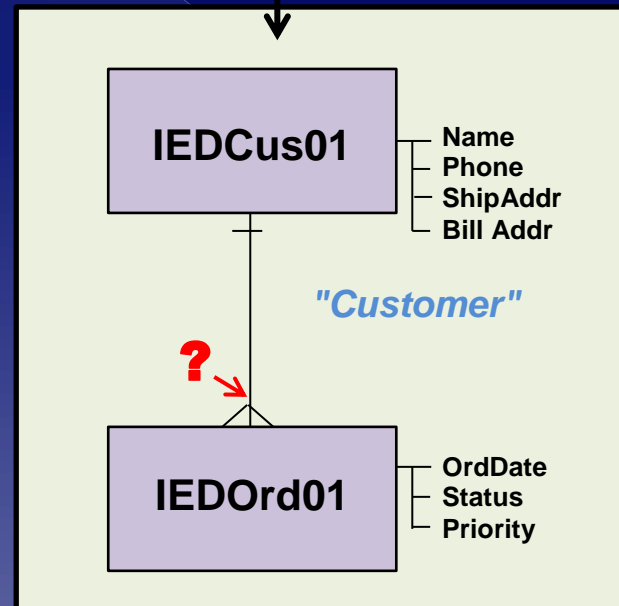 IEDCus01
Name
Phone
ShipAddr
Bill Addr
"Customer"
?
IEDOrd01
OrdDate
Status
Priority